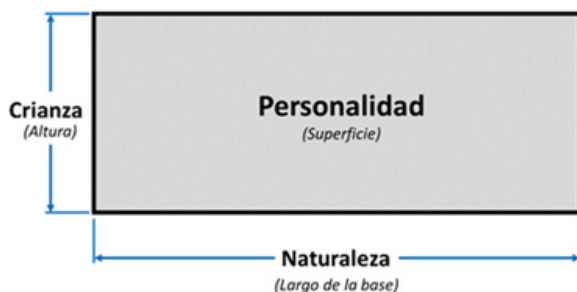 Crianza
(Altura)
Personalidad
(Superficie)
Naturaleza
(Largo de la base)